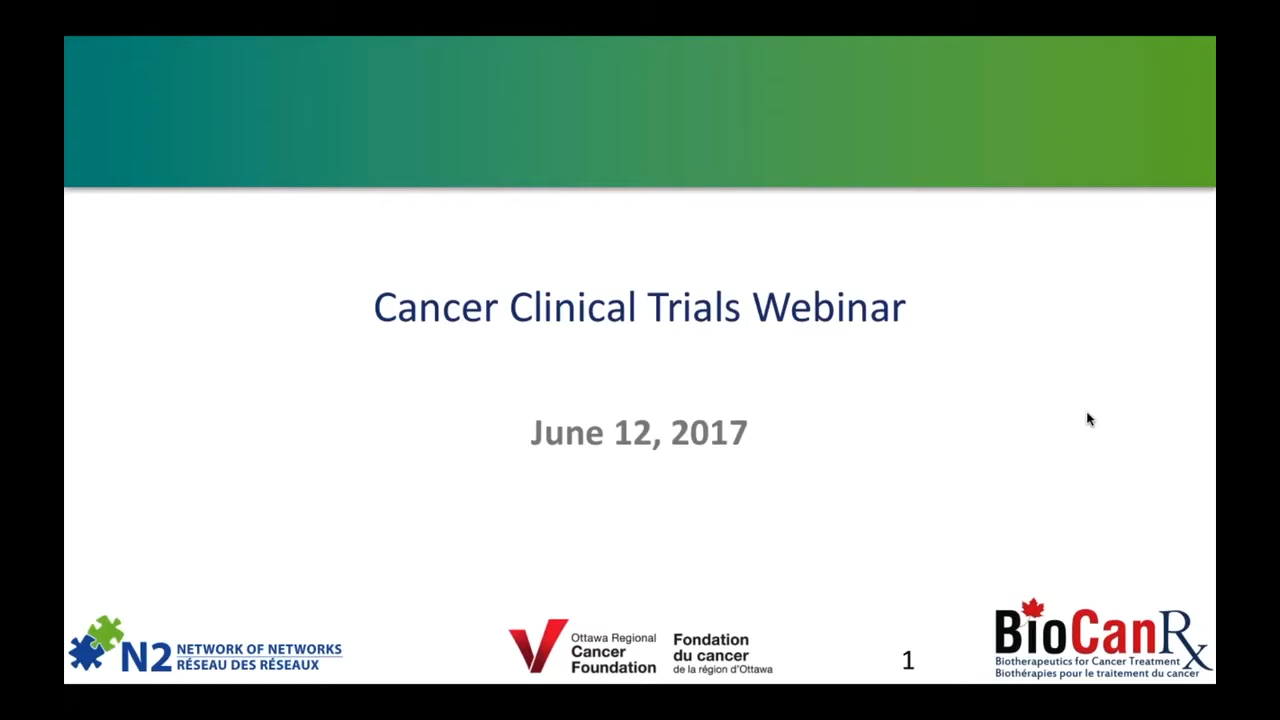 Cancer Clinical Trials Webinar
June 12, 2017
N2 NETWORK OF NETWORKS
RÉSEAU DES RÉSEAUX
Ottawa Regional
Cancer
Foundation
Fondation
du cancer
de la région d'Ottawa
1
BioCanRx
Biotherapeutics for Cancer Treatment
Biothérapies pour le traitement du cancer